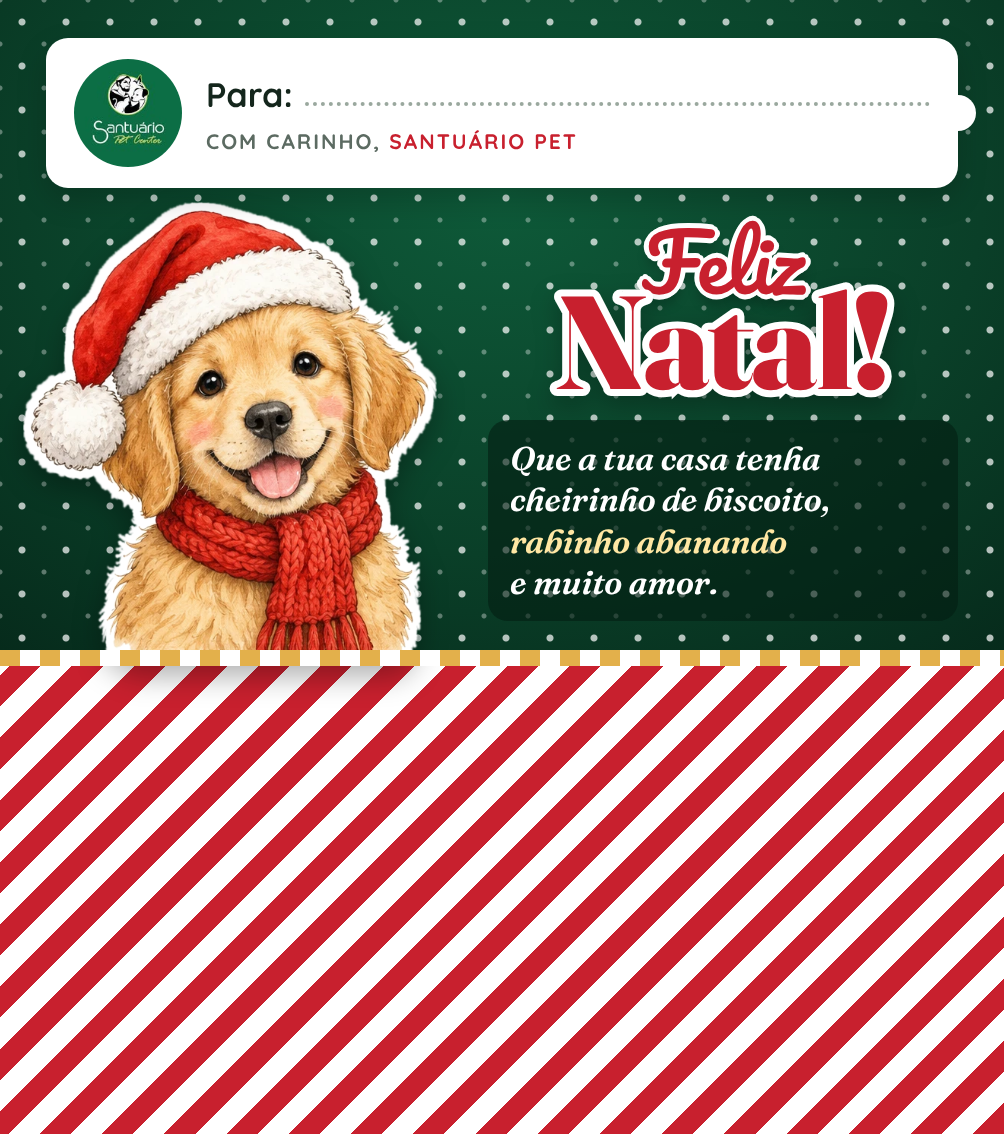 Santuário
Pet Center
Para:
COM CARINHO, SANTUÁRIO PET
Feliz
Natal!
Que a tua casa tenha
cheirinho de biscoito,
rabinho abanando
e muito amor.